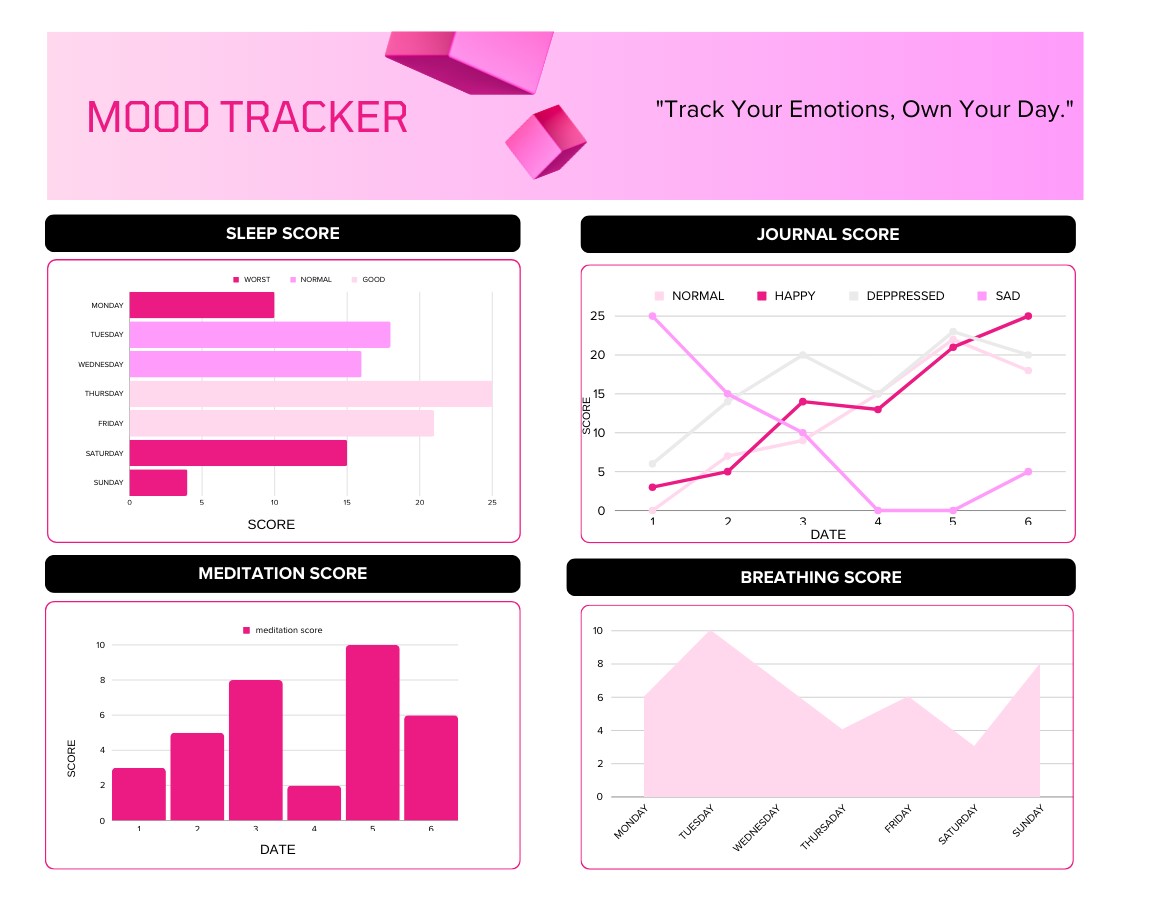 MOOD TRACKER
"Track Your Emotions, Own Your Day."
SLEEP SCORE
WORST NORMAL GOOD
MONDAY
TUESDAY
WEDNESDAY
THURSDAY
FRIDAY
SATURDAY
SUNDAY
0 5 10 15 20 25
SCORE
JOURNAL SCORE
NORMAL HAPPY DEPPRESSED SAD
25
20
15
10
5
0
SCORE
1 2 3 4 5 6
DATE
MEDITATION SCORE
meditation score
10
8
6
4
2
0
SCORE
1 2 3 4 5 6
DATE
BREATHING SCORE
10
8
6
4
2
0
MONDAY TUESDAY WEDNESDAY THURSADAY FRIDAY SATURDAY SUNDAY